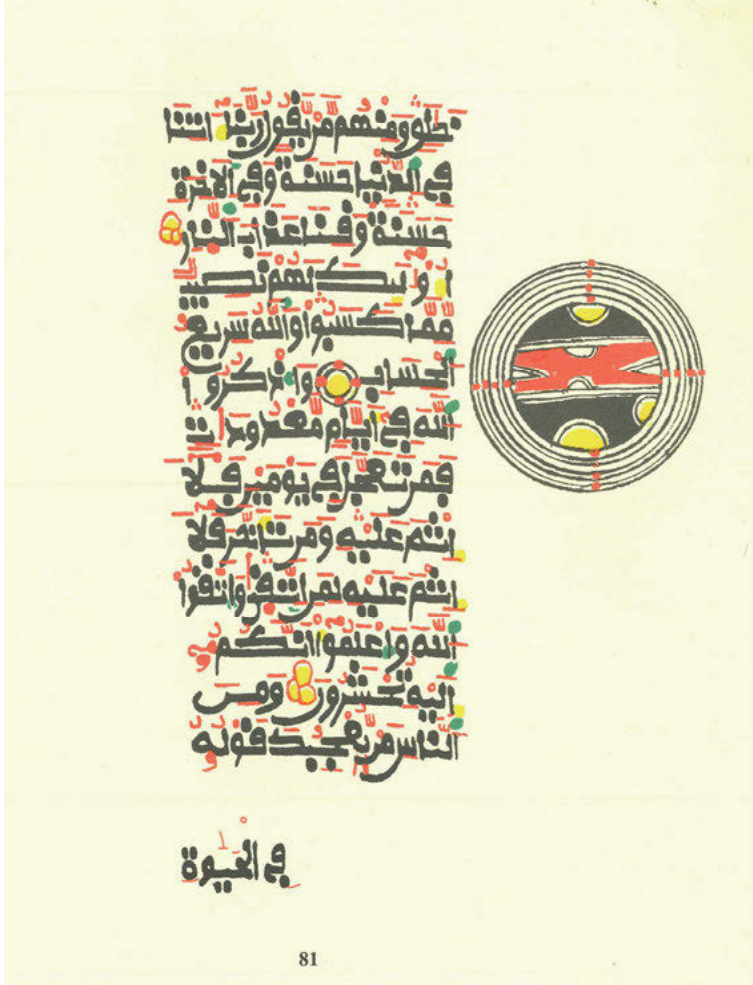 خلٰو ومنهم من يقول ربنا اتنا
في الدنيا حسنة وفي الاخرة
حسنة وقنا عذاب النار
اوليك لهم نصيب
مما كسبوا والله سريع
الحساب واذكروا
الله في ايام معدودات
فمن تعجل في يومين فلا
اثم عليه ومن تاخر فلا
اثم عليه لمن اتقى واتقوا
الله واعلموا انكم
اليه تحشرون ومن
الناس من يعجبك قوله
في الحيوة
81